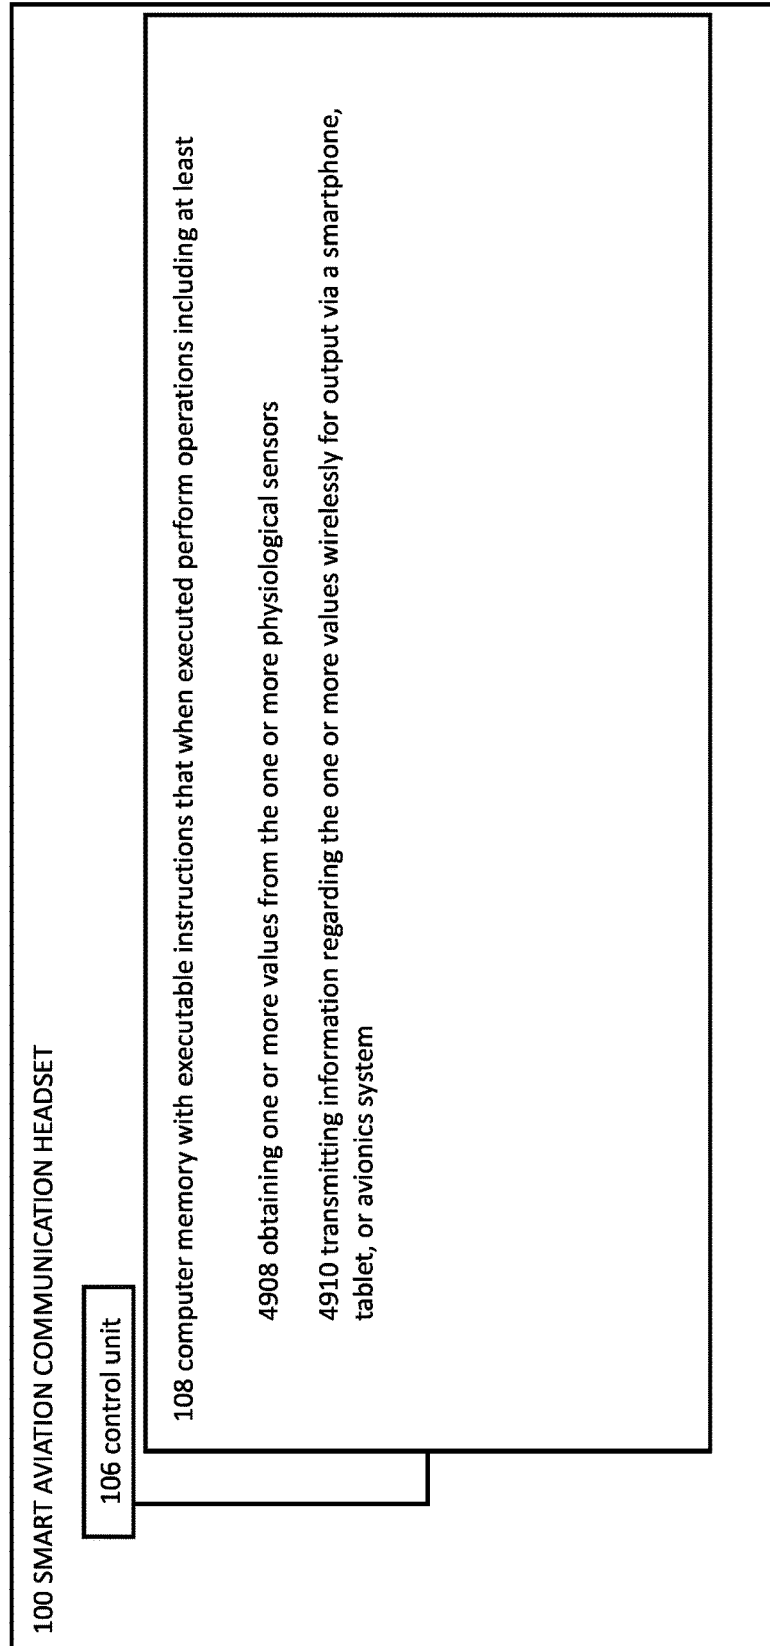 100 SMART AVIATION COMMUNICATION HEADSET
106 control unit
108 computer memory with executable instructions that when executed perform operations including at least
4908 obtaining one or more values from the one or more physiological sensors
4910 transmitting information regarding the one or more values wirelessly for output via a smartphone,
tablet, or avionics system